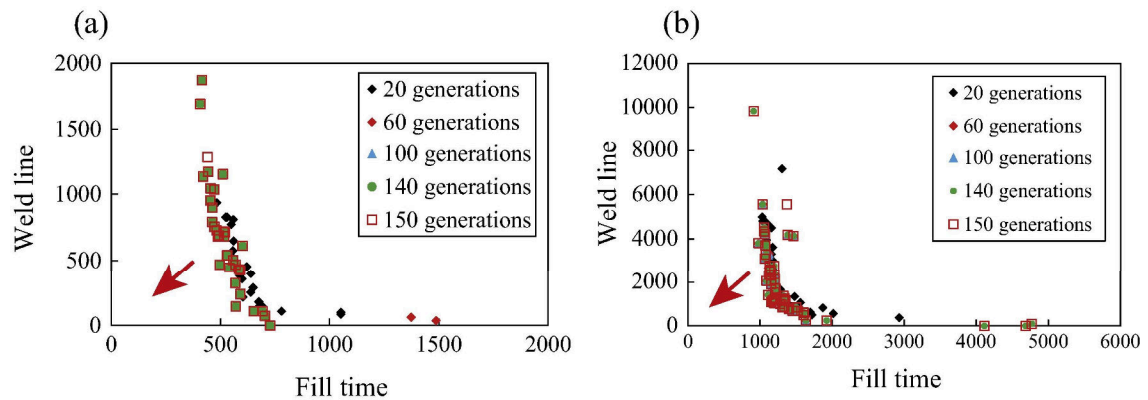 (a)
2000
1500
1000
500
0
0
500
1000
1500
2000
Weld line
Fill time
20 generations
60 generations
100 generations
140 generations
150 generations
(b)
12000
10000
8000
6000
4000
2000
0
0
1000
2000
3000
4000
5000
6000
Weld line
Fill time
20 generations
60 generations
100 generations
140 generations
150 generations